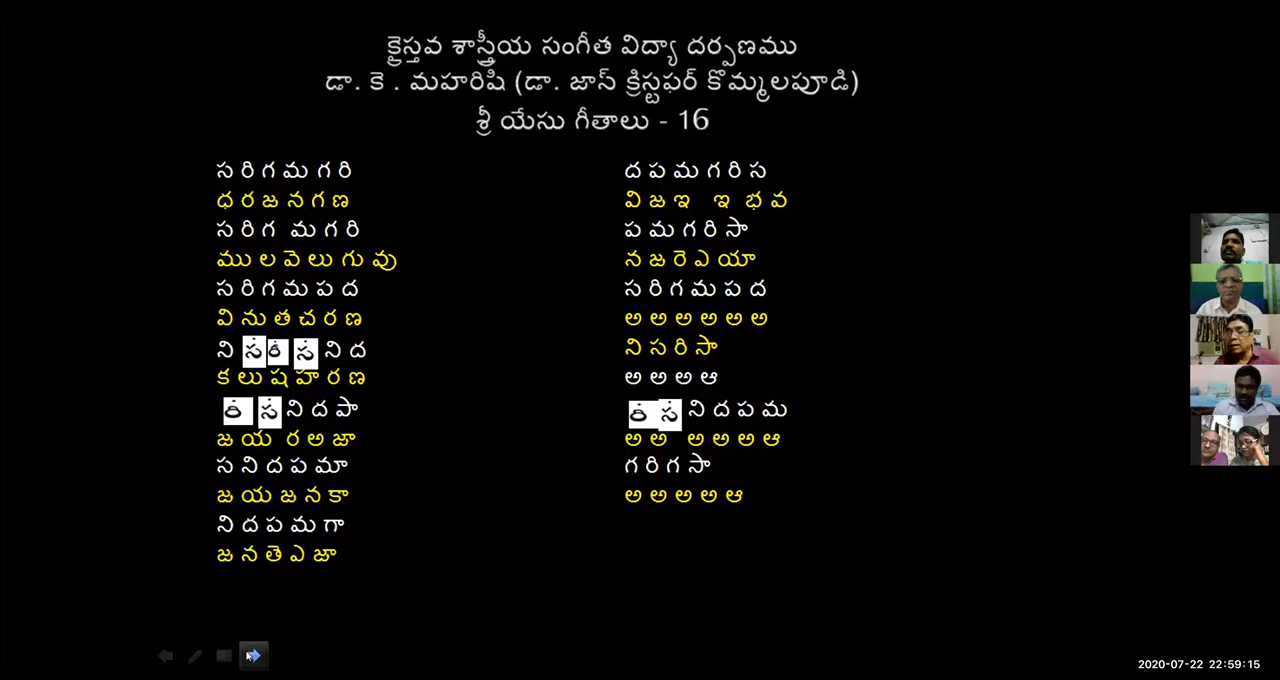 క్రైస్తవ శాస్త్రీయ సంగీత విద్యా దర్పణము
డా. కె . మహరిషి (డా. జాస్ క్రిస్టఫర్ కొమ్మలపూడి)
శ్రీ యేసు గీతాలు - 16
స రి గ మ గ రి
ధ ర జ న గ ణ
స రి గ మ గ రి
ము ల వె లు గు వు
స రి గ మ ప ద
వి ను త చ ర ణ
ని స రి స ని ద
క లు ష హ ర ణ
రి స ని ద పా
జ య ర అ జా
స ని ద ప మా
జ య జ న కా
ని ద ప మ గా
జ న తె ఎ జా
ద ప మ గ రి స
వి జ ఇ ఇ భ వ
ప మ గ రి సా
న జ రె ఎ యా
స రి గ మ ప ద
అ అ అ అ అ అ
ని స రి సా
అ అ అ ఆ
రి స ని ద ప మ
అ అ అ అ అ ఆ
గ రి గ సా
అ అ అ అ ఆ
2020-07-22 22:59:15